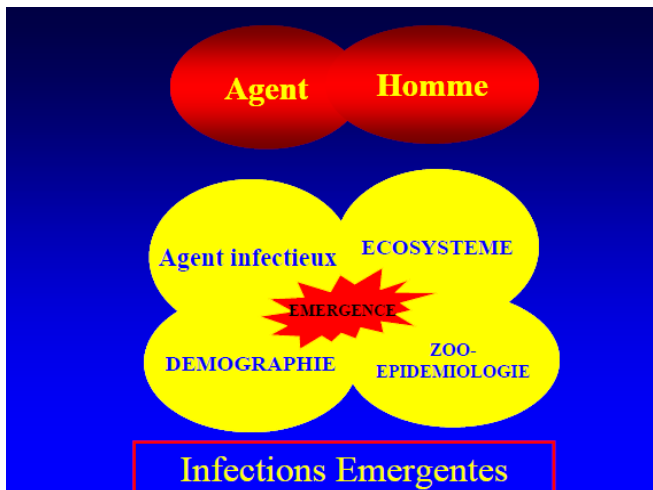 Agent
Homme
Agent infectieux
ECOSYSTEME
EMERGENCE
DEMOGRAPHIE
ZOO-
EPIDEMIOLOGIE
Infections Emergentes